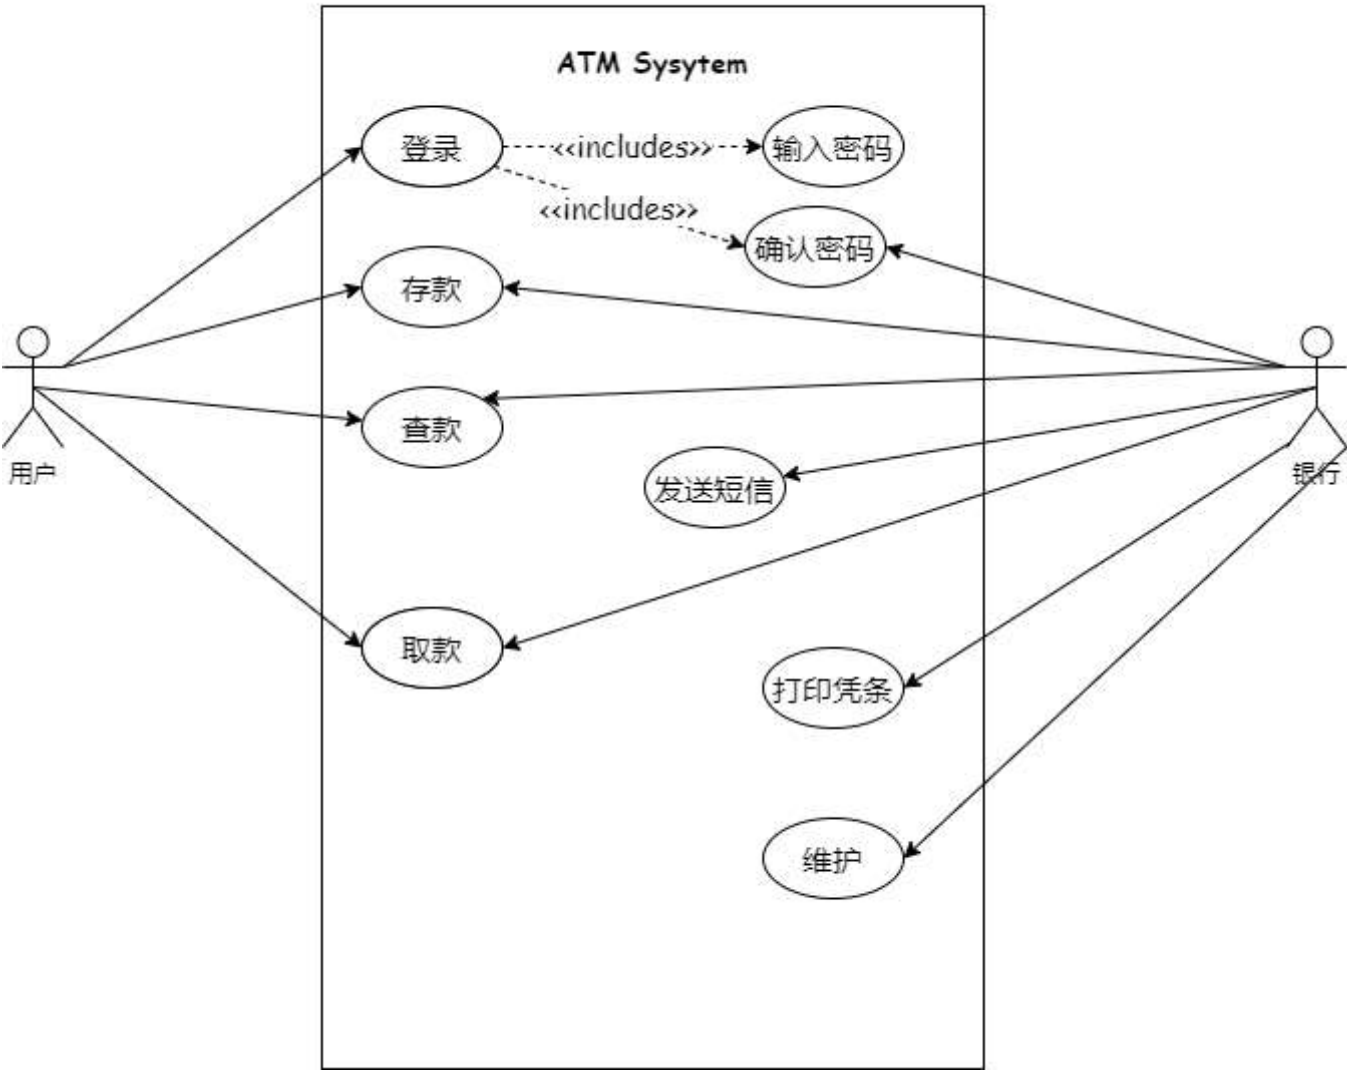 ATM Sysytem
登录
<<includes>>
输入密码
<<includes>>
确认密码
存款
查款
用户
发送短信
银行
取款
打印凭条
维护